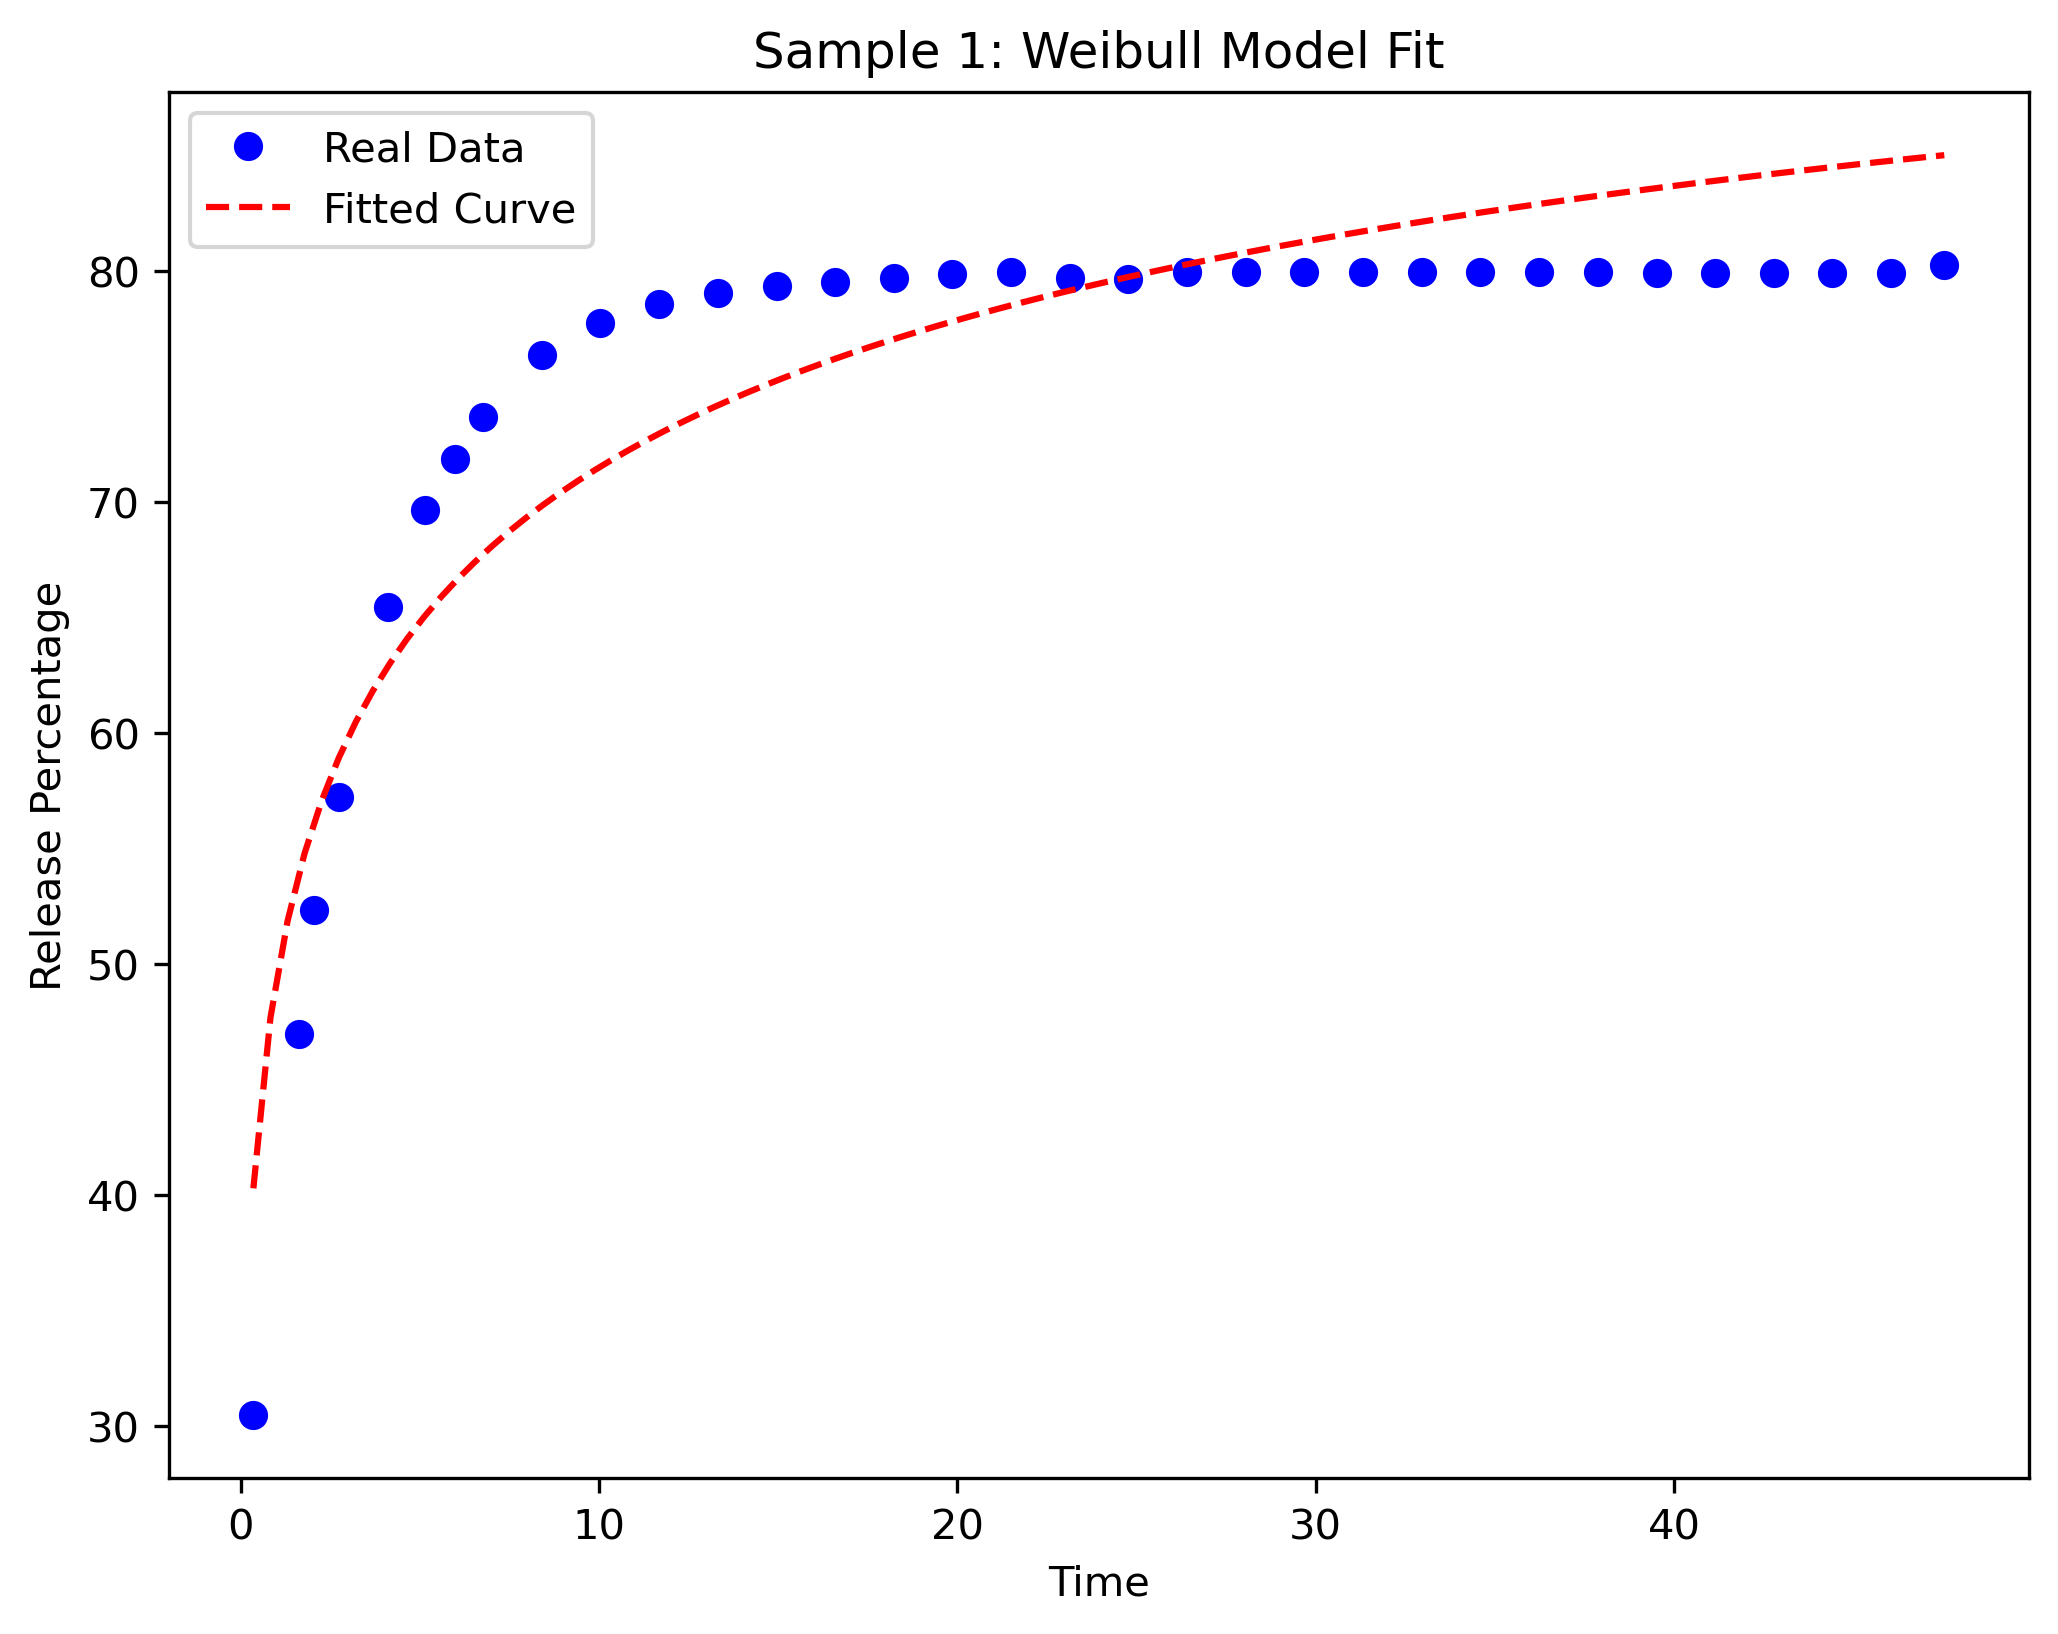 Sample 1: Weibull Model Fit
Real Data
Fitted Curve
80
70
60
50
40
30
Release Percentage
0 10 20 30 40
Time